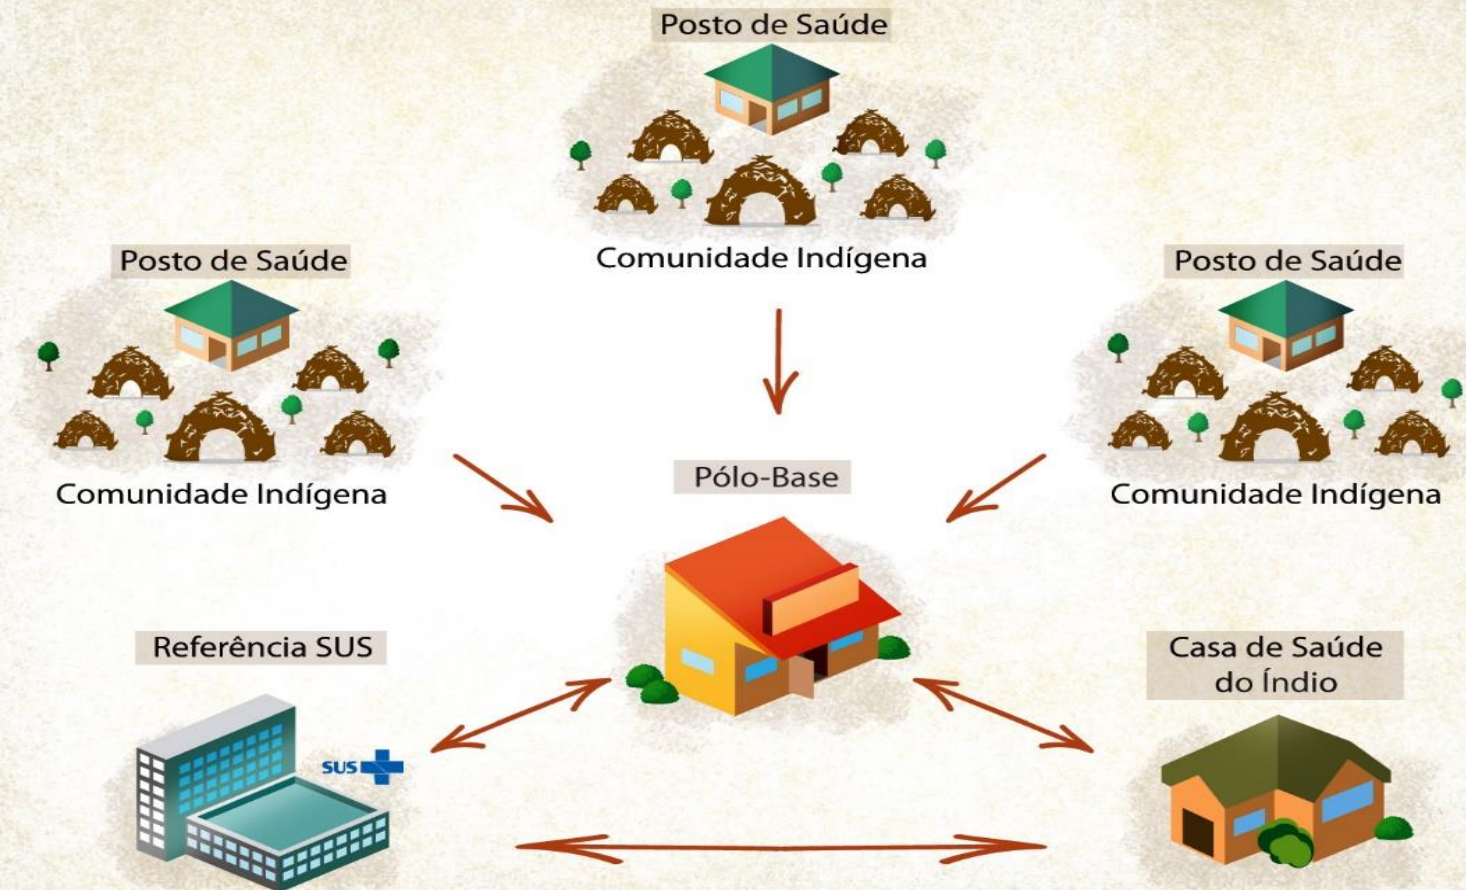 Posto de Saúde
Comunidade Indígena
Posto de Saúde
Comunidade Indígena
Posto de Saúde
Comunidade Indígena
Pólo-Base
Referência SUS
SUS
Casa de Saúde
do Índio